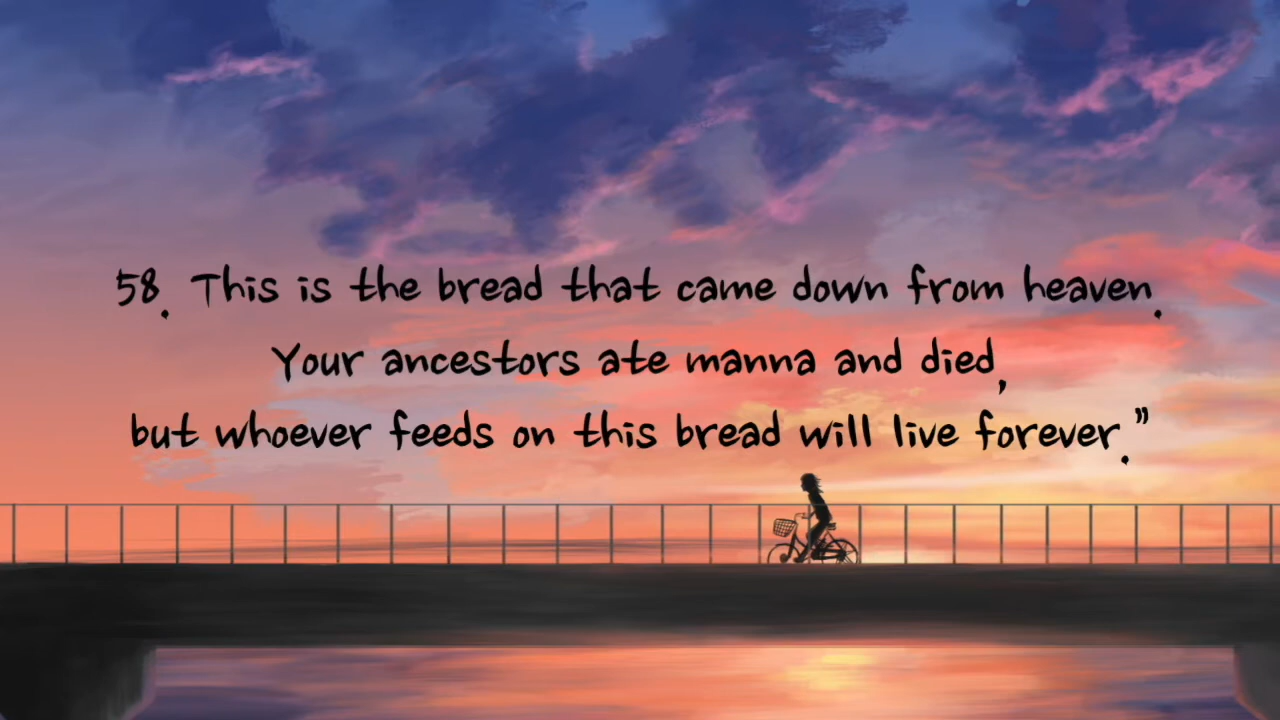 58. This is the bread that came down from heaven.
Your ancestors ate manna and died,
but whoever feeds on this bread will live forever.”